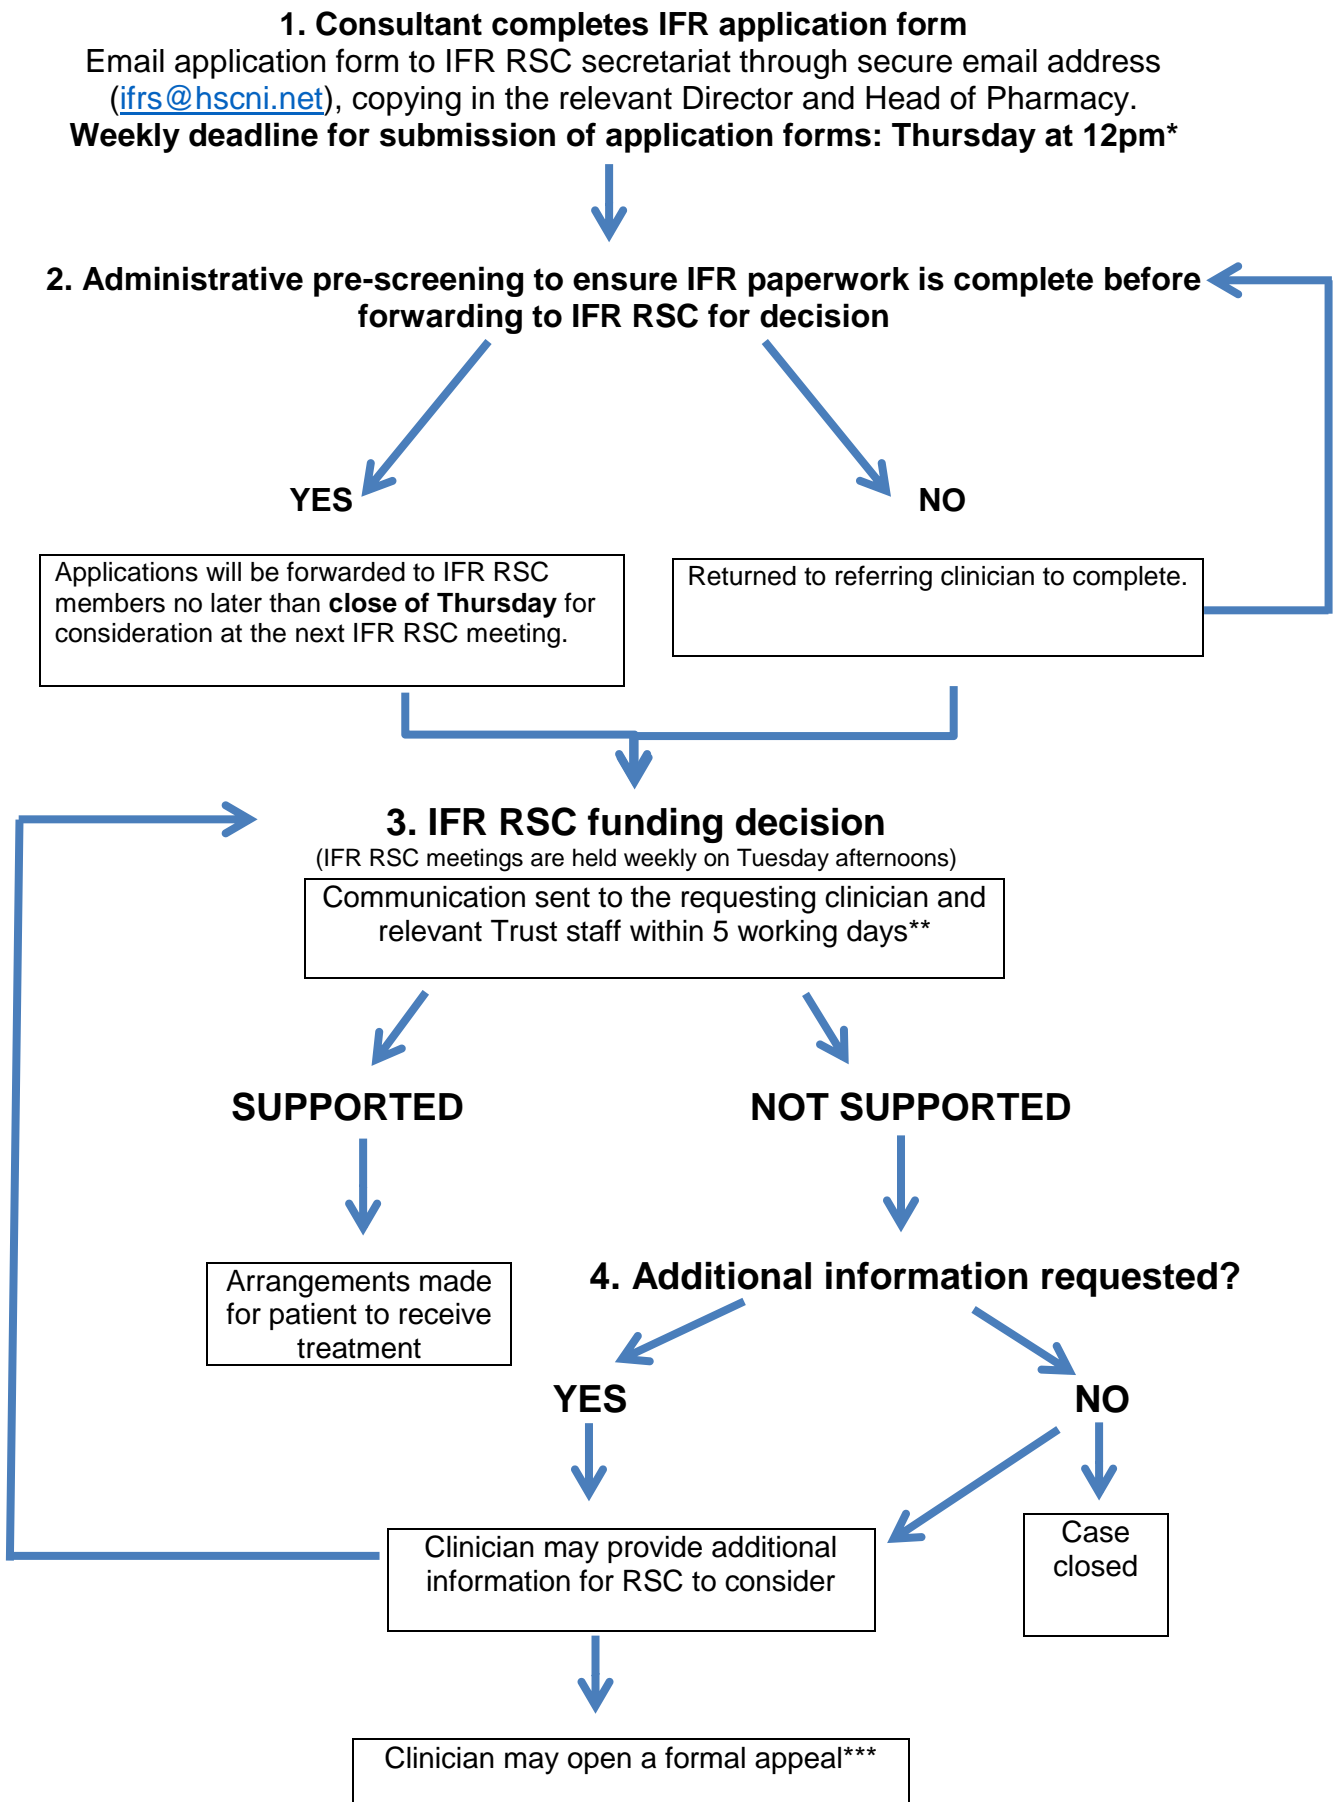 1. Consultant completes IFR application form
Email application form to IFR RSC secretariat through secure email address
(ifrs@hscni.net), copying in the relevant Director and Head of Pharmacy.
Weekly deadline for submission of application forms: Thursday at 12pm*
2. Administrative pre-screening to ensure IFR paperwork is complete before
forwarding to IFR RSC for decision
YES
NO
Applications will be forwarded to IFR RSC
members no later than close of Thursday for
consideration at the next IFR RSC meeting.
Returned to referring clinician to complete.
3. IFR RSC funding decision
(IFR RSC meetings are held weekly on Tuesday afternoons)
Communication sent to the requesting clinician and
relevant Trust staff within 5 working days**
SUPPORTED
NOT SUPPORTED
Arrangements made
for patient to receive
treatment
4. Additional information requested?
YES
NO
Clinician may provide additional
information for RSC to consider
Case
closed
Clinician may open a formal appeal***